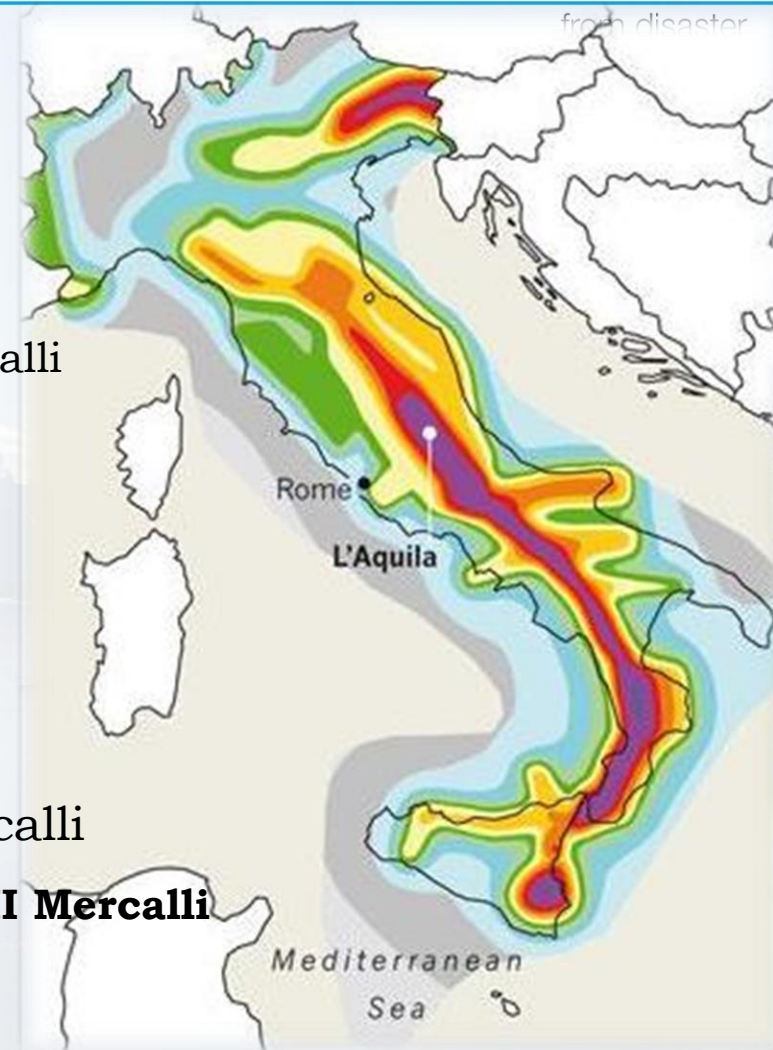 from disaster
alli
Rome
L'Aquila
calli
I Mercalli
Mediterranean
Sea